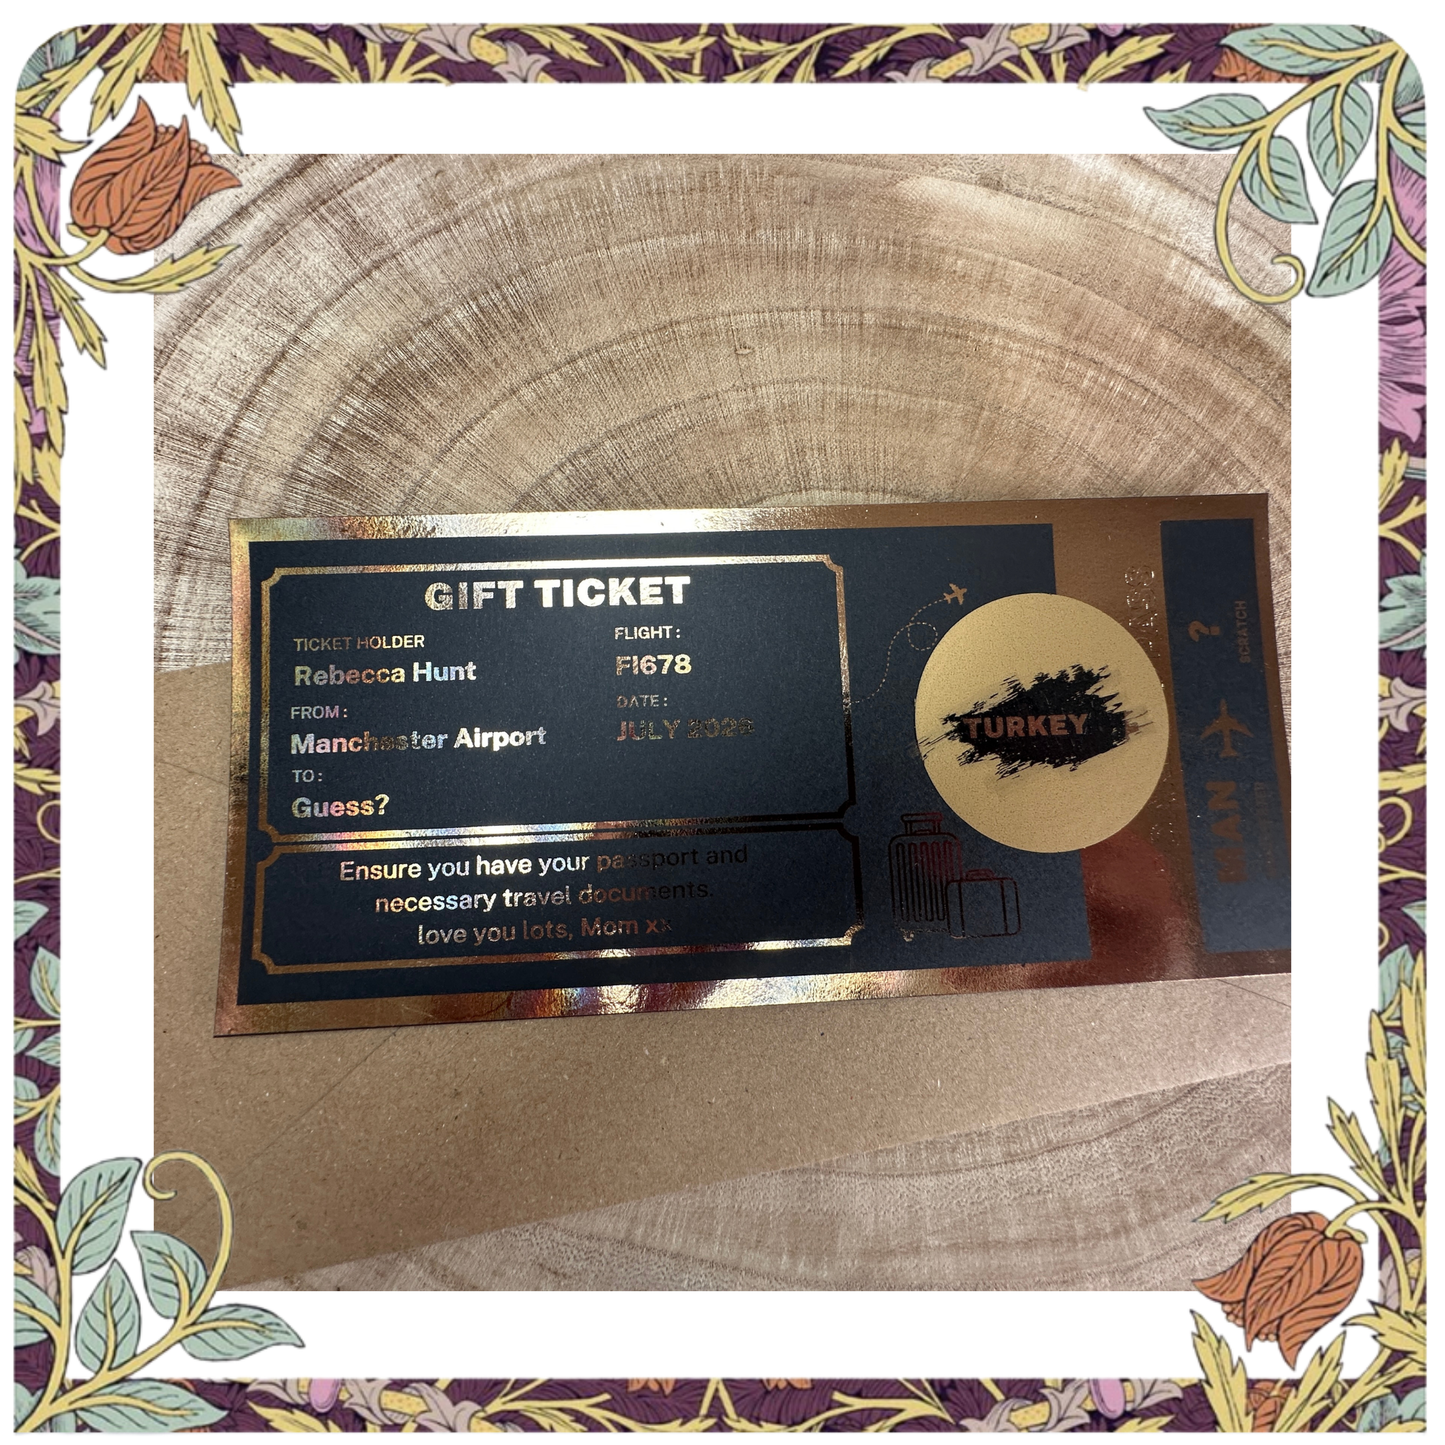 GIFT TICKET
TICKET HOLDER
Rebecca Hunt
FROM:
Manchester Airport
TO:
Guess?
FLIGHT:
FI678
DATE:
JULY
Ensure you have your passport and
necessary travel documents.
love you lots, Mom xx
TURKEY
?
SCRATCH